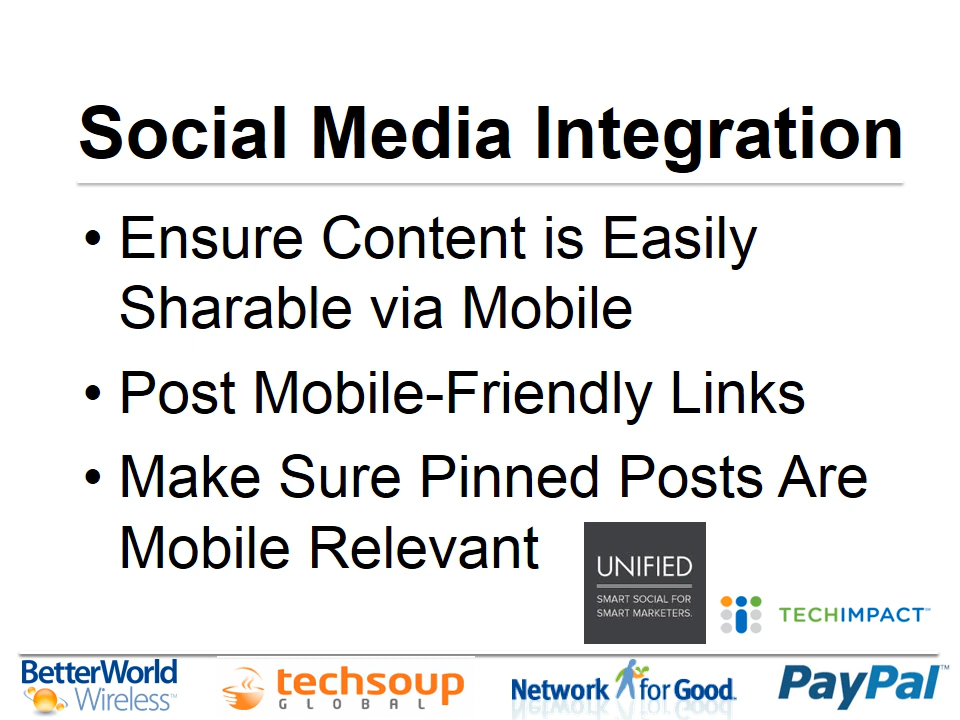 Social Media Integration
• Ensure Content is Easily
Sharable via Mobile
• Post Mobile-Friendly Links
• Make Sure Pinned Posts Are
Mobile Relevant
UNIFIED
SMART SOCIAL FOR
SMART MARKETERS.
TECHIMPACT℠
BetterWorld
Wireless™
techsoup
GLOBAL
Network for Good.
PayPal™